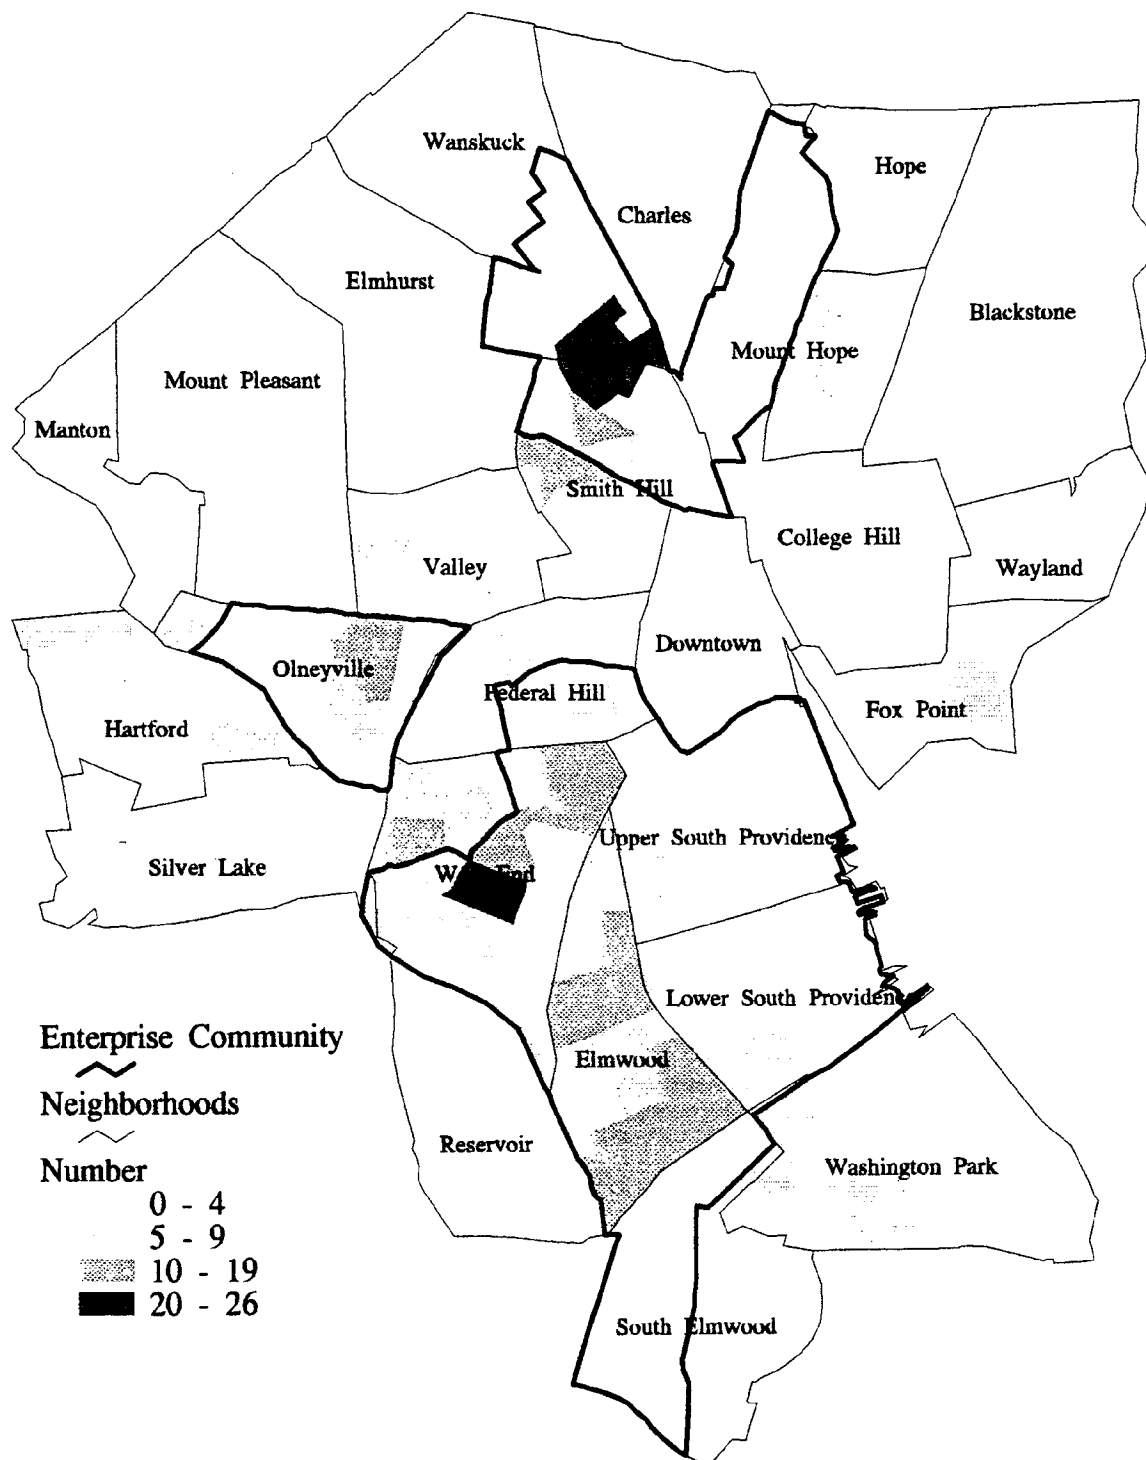 Wanskuck
Hope
Charles
Elmhurst
Blackstone
Mount Hope
Mount Pleasant
Manton
Smith Hill
College Hill
Valley
Wayland
Downtown
Olneyville
Federal Hill
Fox Point
Hartford
Upper South Providence
Silver Lake
West End
Lower South Providence
Elmwood
Reservoir
Washington Park
South Elmwood
Enterprise Community
Neighborhoods
Number
0 - 4
5 - 9
10 - 19
20 - 26